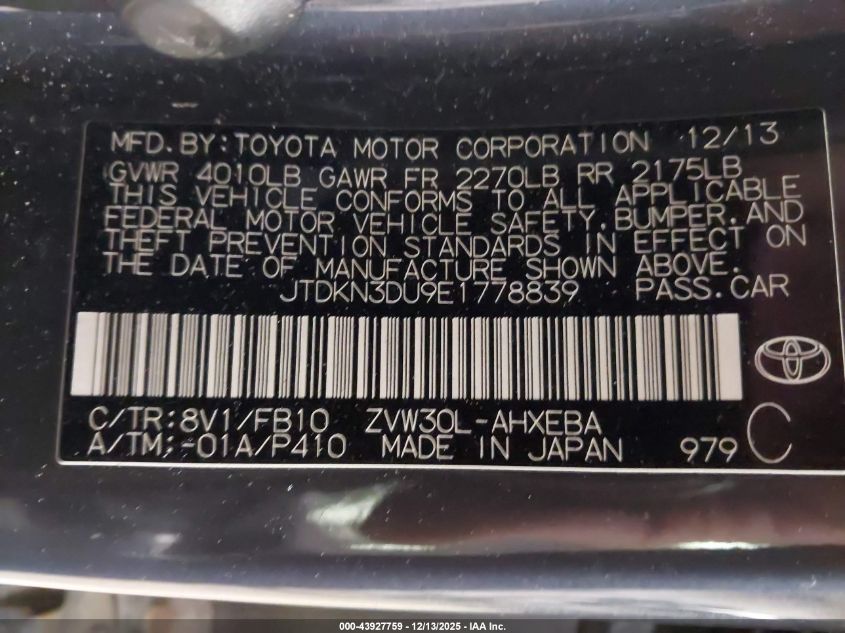 MFD.BY:TOYOTA MOTOR CORPORATION 12/13
GVWR 4010LB GAWR FR 2270LB RR 2175LB
THIS VEHICLE CONFORMS TO ALL APPLICABLE
FEDERAL MOTOR VEHICLE SAFETY,BUMPER,AND
THEFT PREVENTION STANDARDS IN EFFECT ON
THE DATE OF MANUFACTURE SHOWN ABOVE.
JTDKN3DU9E1778839 PASS.CAR
C/TR:8V1/FB10 ZVW30L-AHXEBA
A/TM:-01A/P410 MADE IN JAPAN 979 C
000-43927759 - 12/13/2025 - IAA Inc.